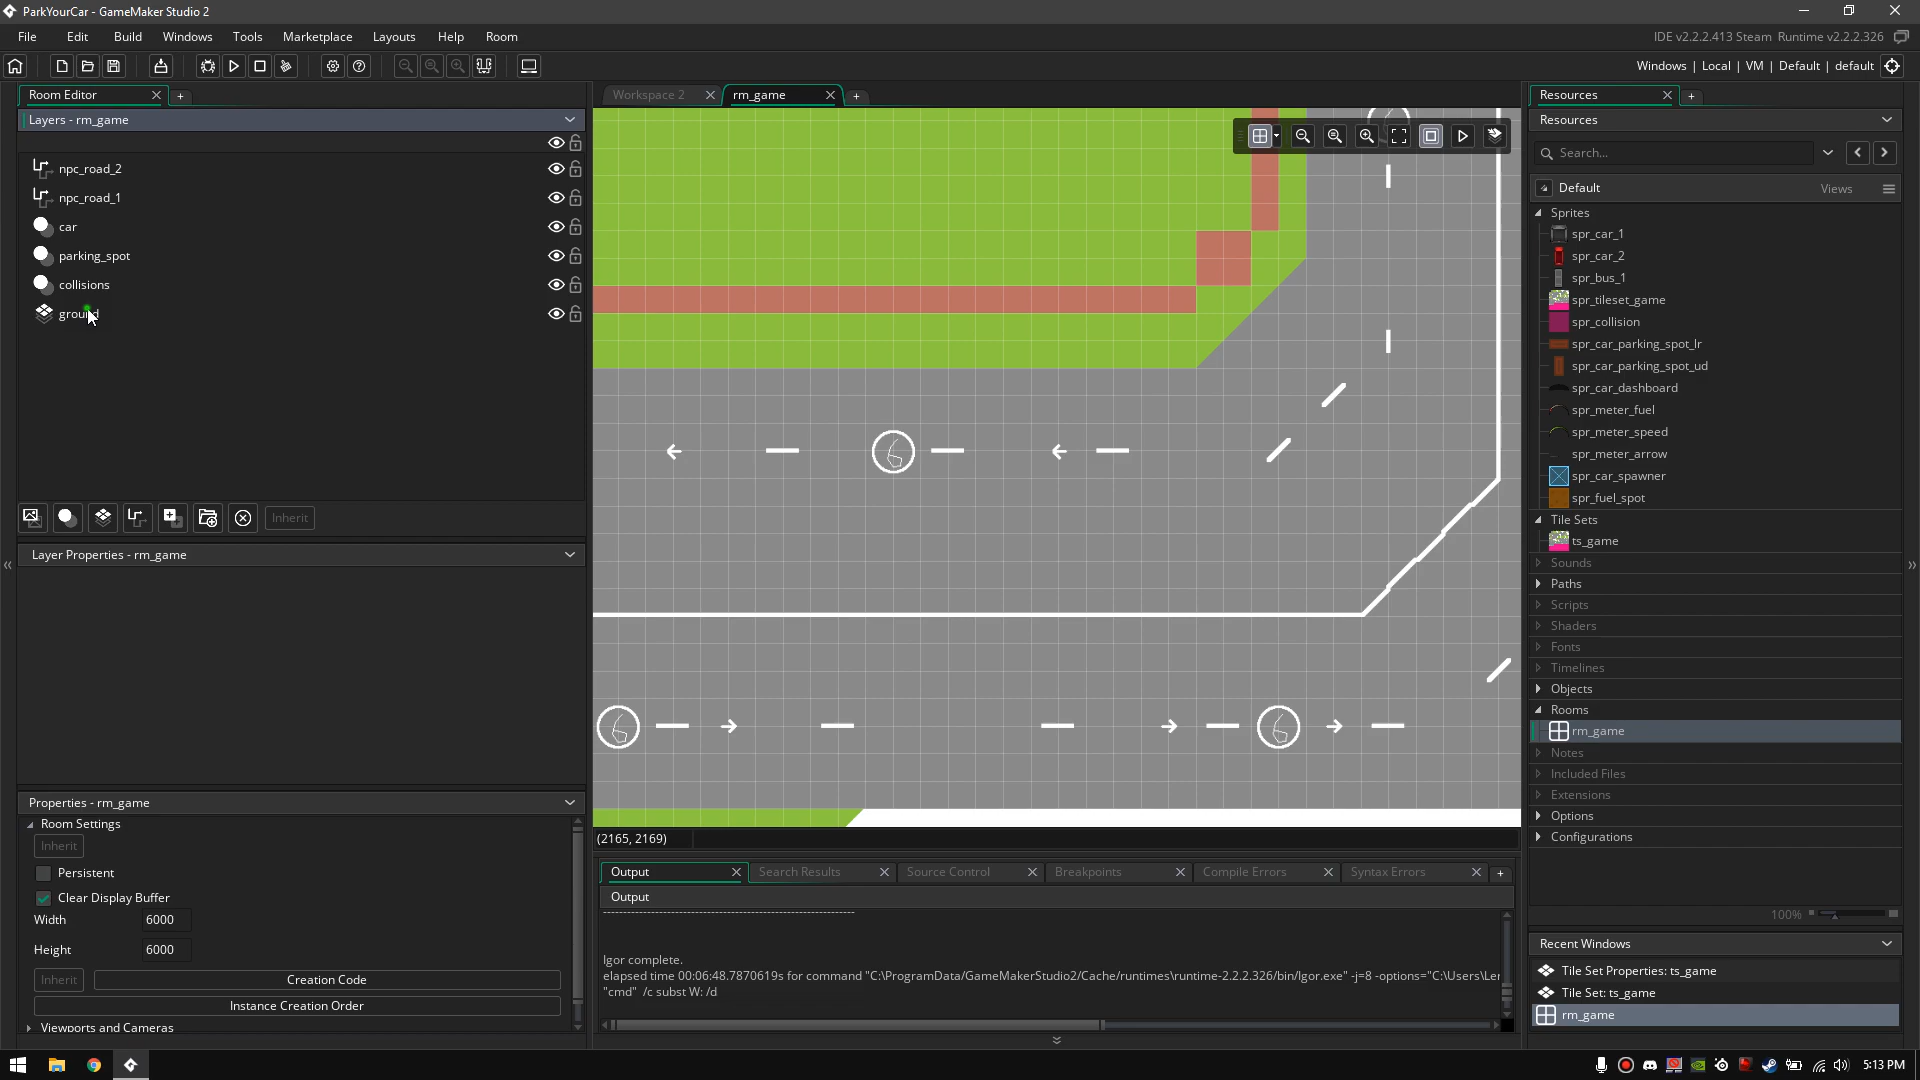 ParkYourCar - GameMaker Studio 2
File Edit Build Windows Tools Marketplace Layouts Help Room
IDE v2.2.2.413 Steam Runtime v2.2.2.326
Windows | Local | VM | Default | default
Room Editor
Layers - rm_game
npc_road_2
npc_road_1
car
parking_spot
collisions
ground
Inherit
Layer Properties - rm_game
Properties - rm_game
Room Settings
Inherit
Persistent
Clear Display Buffer
Width 6000
Height 6000
Inherit Creation Code
Instance Creation Order
Viewports and Cameras
Workspace 2 rm_game
(2165, 2169)
Output Search Results Source Control Breakpoints Compile Errors Syntax Errors
Output
Igor complete.
elapsed time 00:06:48.7870619s for command "C:\ProgramData/GameMakerStudio2/Cache/runtimes\runtime-2.2.2.326/bin/Igor.exe" -j=8 -options="C:\Users\Ler
"cmd" /c subst W: /d
Resources
Resources
Search...
Default Views
Sprites
spr_car_1
spr_car_2
spr_bus_1
spr_tileset_game
spr_collision
spr_car_parking_spot_lr
spr_car_parking_spot_ud
spr_car_dashboard
spr_meter_fuel
spr_meter_speed
spr_meter_arrow
spr_car_spawner
spr_fuel_spot
Tile Sets
ts_game
Sounds
Paths
Scripts
Shaders
Fonts
Timelines
Objects
Rooms
rm_game
Notes
Included Files
Extensions
Options
Configurations
100%
Recent Windows
Tile Set Properties: ts_game
Tile Set: ts_game
rm_game
5:13 PM